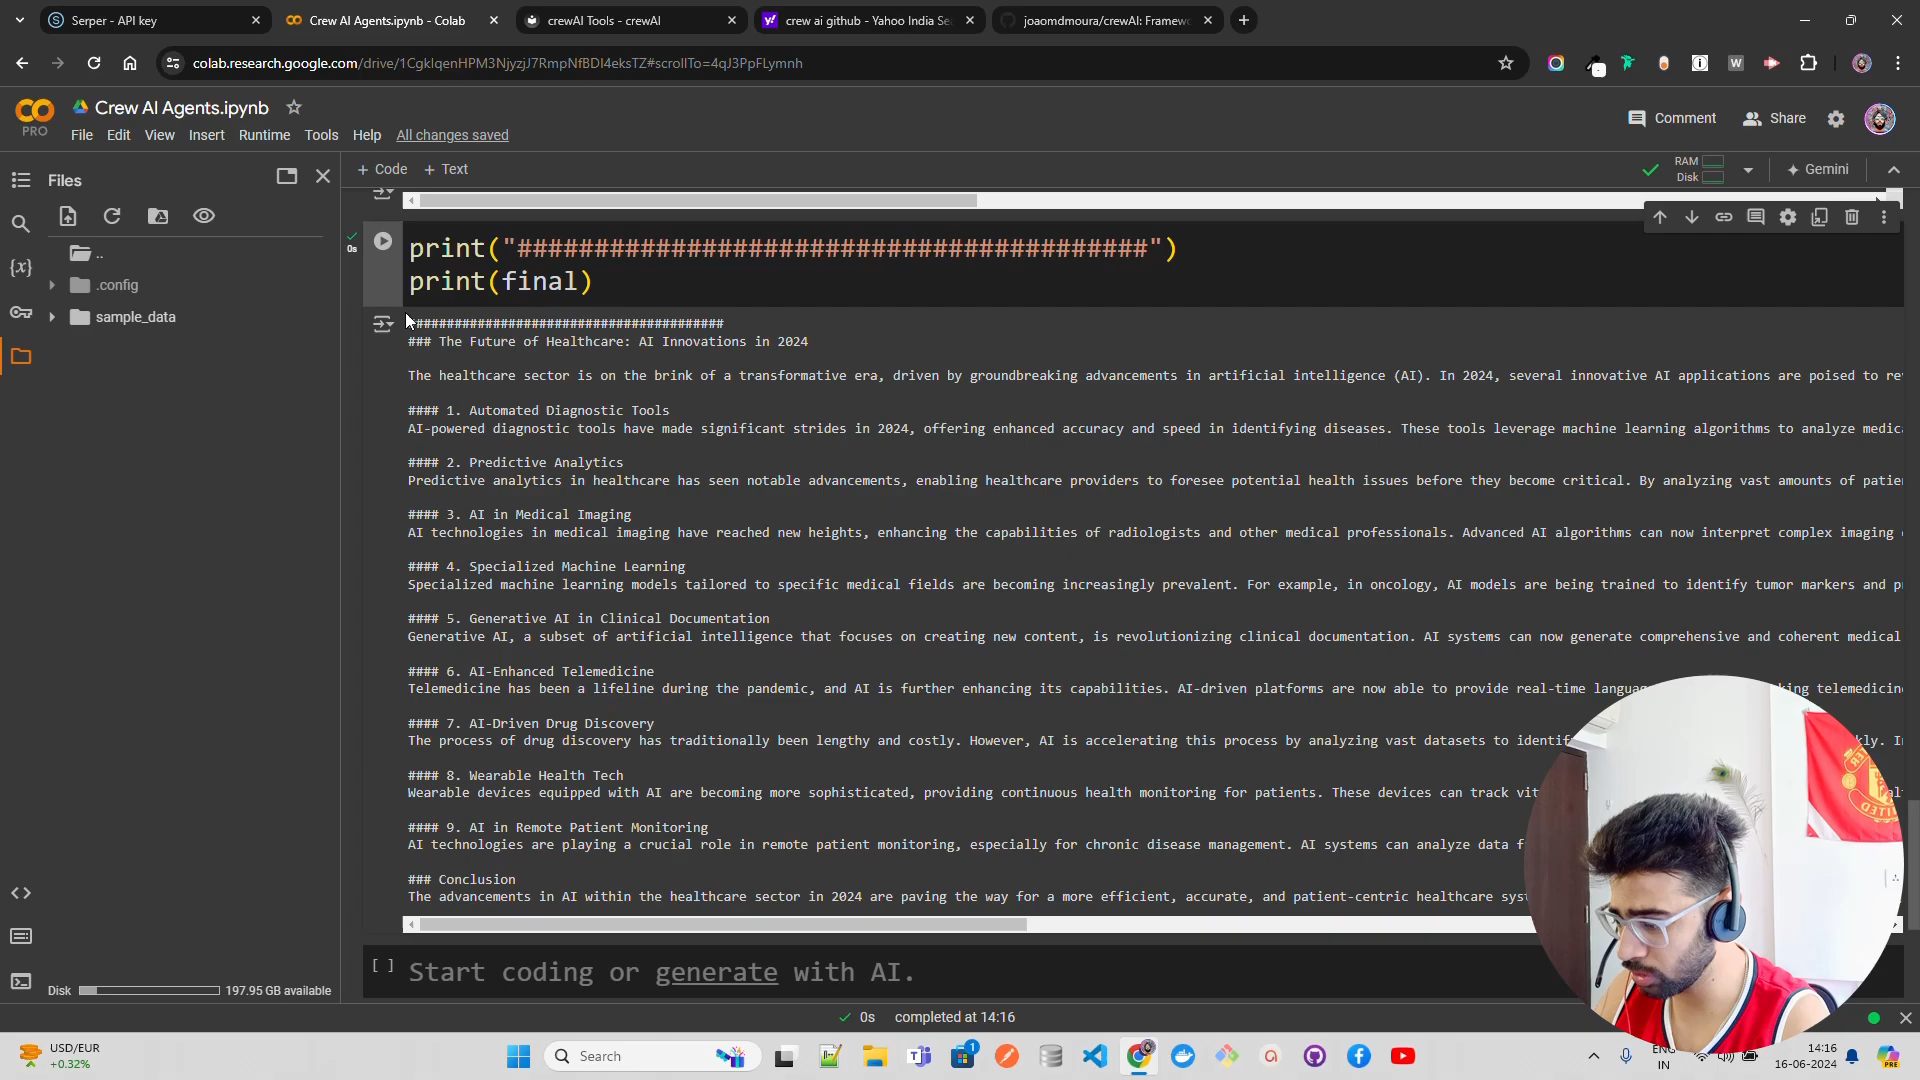 Serper - API key
Crew AI Agents.ipynb - Colab
crewAI Tools - crewAI
crew ai github - Yahoo India Se
joaomdmoura/crewAI: Framew
colab.research.google.com/drive/1CgkIqenHPM3NjyzjJ7RmpNfBDI4eksTZ#scrollTo=4qJ3PpFLymnh
Crew AI Agents.ipynb
PRO
File Edit View Insert Runtime Tools Help All changes saved
Comment
Share
Files
+ Code + Text
RAM
Disk
Gemini
..
.config
sample_data
{x}
0s
print("#########################################")
print(final)
#########################################
### The Future of Healthcare: AI Innovations in 2024
The healthcare sector is on the brink of a transformative era, driven by groundbreaking advancements in artificial intelligence (AI). In 2024, several innovative AI applications are poised to re
#### 1. Automated Diagnostic Tools
AI-powered diagnostic tools have made significant strides in 2024, offering enhanced accuracy and speed in identifying diseases. These tools leverage machine learning algorithms to analyze medic
#### 2. Predictive Analytics
Predictive analytics in healthcare has seen notable advancements, enabling healthcare providers to foresee potential health issues before they become critical. By analyzing vast amounts of patie
#### 3. AI in Medical Imaging
AI technologies in medical imaging have reached new heights, enhancing the capabilities of radiologists and other medical professionals. Advanced AI algorithms can now interpret complex imaging
#### 4. Specialized Machine Learning
Specialized machine learning models tailored to specific medical fields are becoming increasingly prevalent. For example, in oncology, AI models are being trained to identify tumor markers and p
#### 5. Generative AI in Clinical Documentation
Generative AI, a subset of artificial intelligence that focuses on creating new content, is revolutionizing clinical documentation. AI systems can now generate comprehensive and coherent medical
#### 6. AI-Enhanced Telemedicine
Telemedicine has been a lifeline during the pandemic, and AI is further enhancing its capabilities. AI-driven platforms are now able to provide real-time langua king telemedicin
#### 7. AI-Driven Drug Discovery
The process of drug discovery has traditionally been lengthy and costly. However, AI is accelerating this process by analyzing vast datasets to identif kly. I
#### 8. Wearable Health Tech
Wearable devices equipped with AI are becoming more sophisticated, providing continuous health monitoring for patients. These devices can track vit
#### 9. AI in Remote Patient Monitoring
AI technologies are playing a crucial role in remote patient monitoring, especially for chronic disease management. AI systems can analyze data f
### Conclusion
The advancements in AI within the healthcare sector in 2024 are paving the way for a more efficient, accurate, and patient-centric healthcare sys
[ ] Start coding or generate with AI.
Disk 197.95 GB available
0s completed at 14:16
USD/EUR
+0.32%
Search
1
ENG
IN
14:16
16-06-2024
PRE